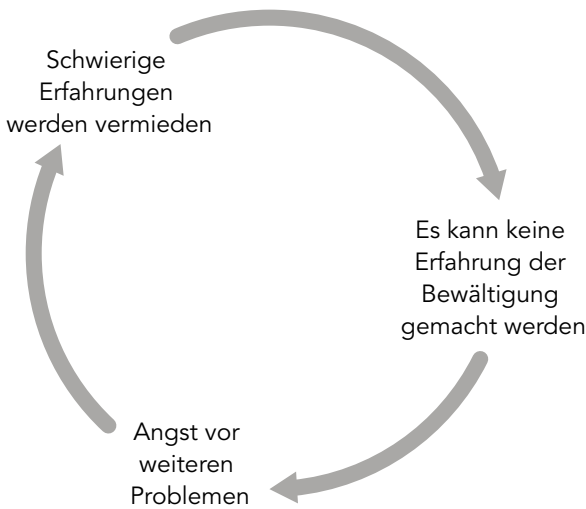 Schwierige
Erfahrungen
werden vermieden
Es kann keine
Erfahrung der
Bewältigung
gemacht werden
Angst vor
weiteren
Problemen